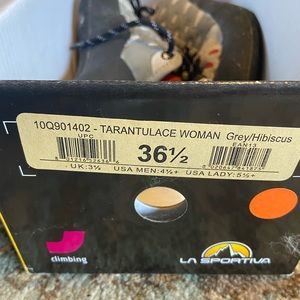 10Q901402 - TARANTULACE WOMAN Grey/Hibiscus
UPC
EAN13
36½
UK: 3½ USA MEN: 4½+ USA LADY: 5½+
climbing
LA SPORTIVA